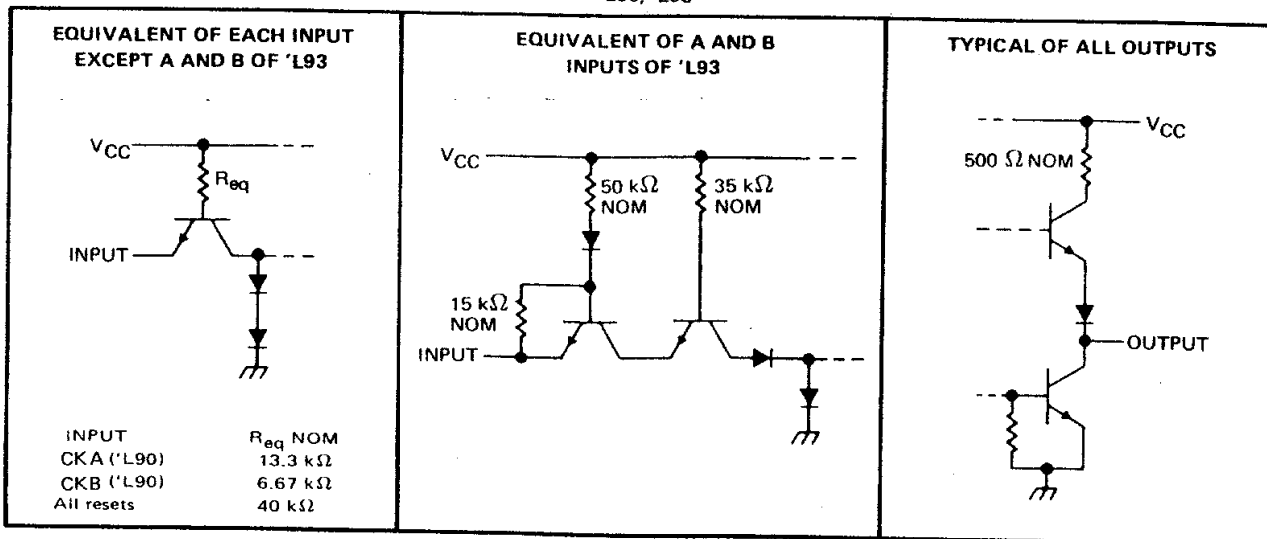 EQUIVALENT OF EACH INPUT
EXCEPT A AND B OF 'L93
VCC
Req
INPUT
INPUT Req NOM
CKA ('L90) 13.3 kΩ
CKB ('L90) 6.67 kΩ
All resets 40 kΩ
EQUIVALENT OF A AND B
INPUTS OF 'L93
VCC
50 kΩ
NOM
35 kΩ
NOM
15 kΩ
NOM
INPUT
TYPICAL OF ALL OUTPUTS
VCC
500 Ω NOM
OUTPUT